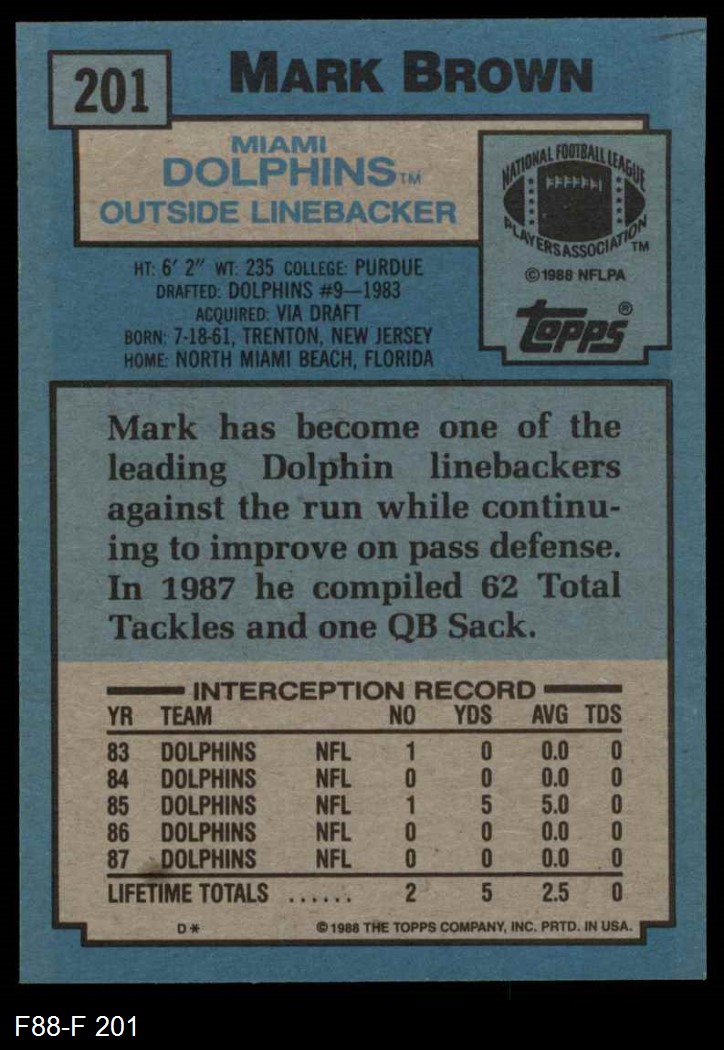 201
MARK BROWN
MIAMI
DOLPHINS™
OUTSIDE LINEBACKER
NATIONAL FOOTBALL LEAGUE
PLAYERS ASSOCIATION™
©1988 NFLPA
topps®
HT: 6' 2" WT: 235 COLLEGE: PURDUE
DRAFTED: DOLPHINS #9—1983
ACQUIRED: VIA DRAFT
BORN: 7-18-61, TRENTON, NEW JERSEY
HOME: NORTH MIAMI BEACH, FLORIDA
Mark has become one of the
leading Dolphin linebackers
against the run while continu-
ing to improve on pass defense.
In 1987 he compiled 62 Total
Tackles and one QB Sack.
INTERCEPTION RECORD
YR TEAM NO YDS AVG TDS
83 DOLPHINS NFL 1 0 0.0 0
84 DOLPHINS NFL 0 0 0.0 0
85 DOLPHINS NFL 1 5 5.0 0
86 DOLPHINS NFL 0 0 0.0 0
87 DOLPHINS NFL 0 0 0.0 0
LIFETIME TOTALS ...... 2 5 2.5 0
D* ©1988 THE TOPPS COMPANY, INC. PRTD. IN USA.
F88-F 201